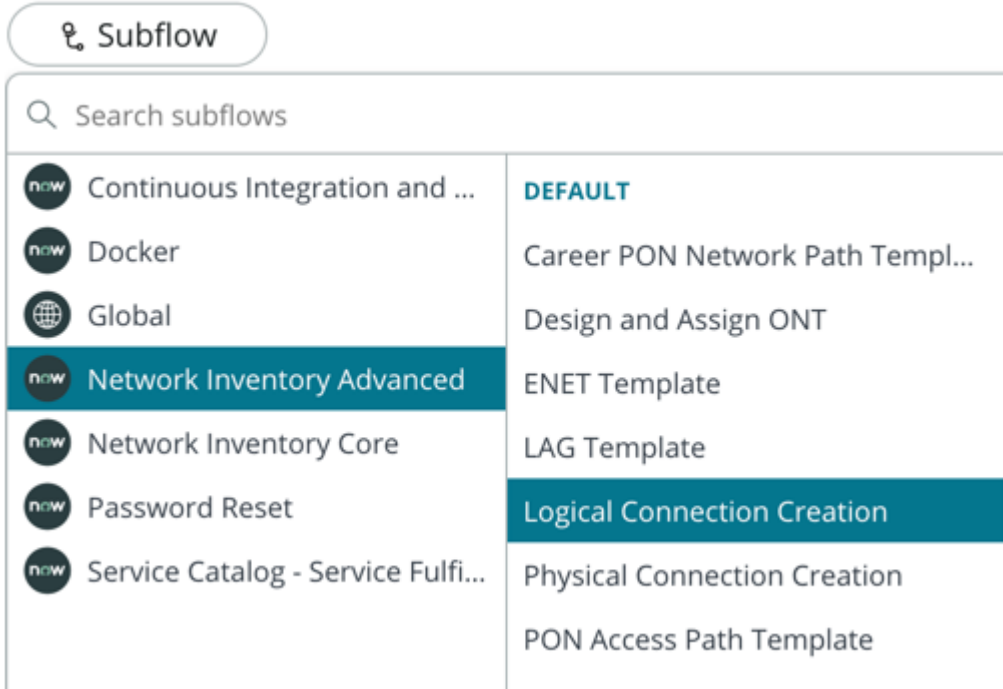 Subflow
Search subflows
now Continuous Integration and ...
now Docker
Global
now Network Inventory Advanced
now Network Inventory Core
now Password Reset
now Service Catalog - Service Fulfi...
DEFAULT
Career PON Network Path Templ...
Design and Assign ONT
ENET Template
LAG Template
Logical Connection Creation
Physical Connection Creation
PON Access Path Template